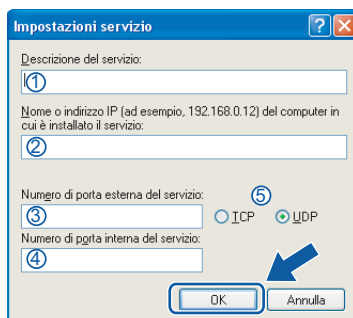 Impostazioni servizio
Descrizione del servizio:
①
Nome o indirizzo IP (ad esempio, 192.168.0.12) del computer in
cui è installato il servizio:
②
Numero di porta esterna del servizio:
⑤
③
TCP
UDP
Numero di porta interna del servizio:
④
OK
Annulla